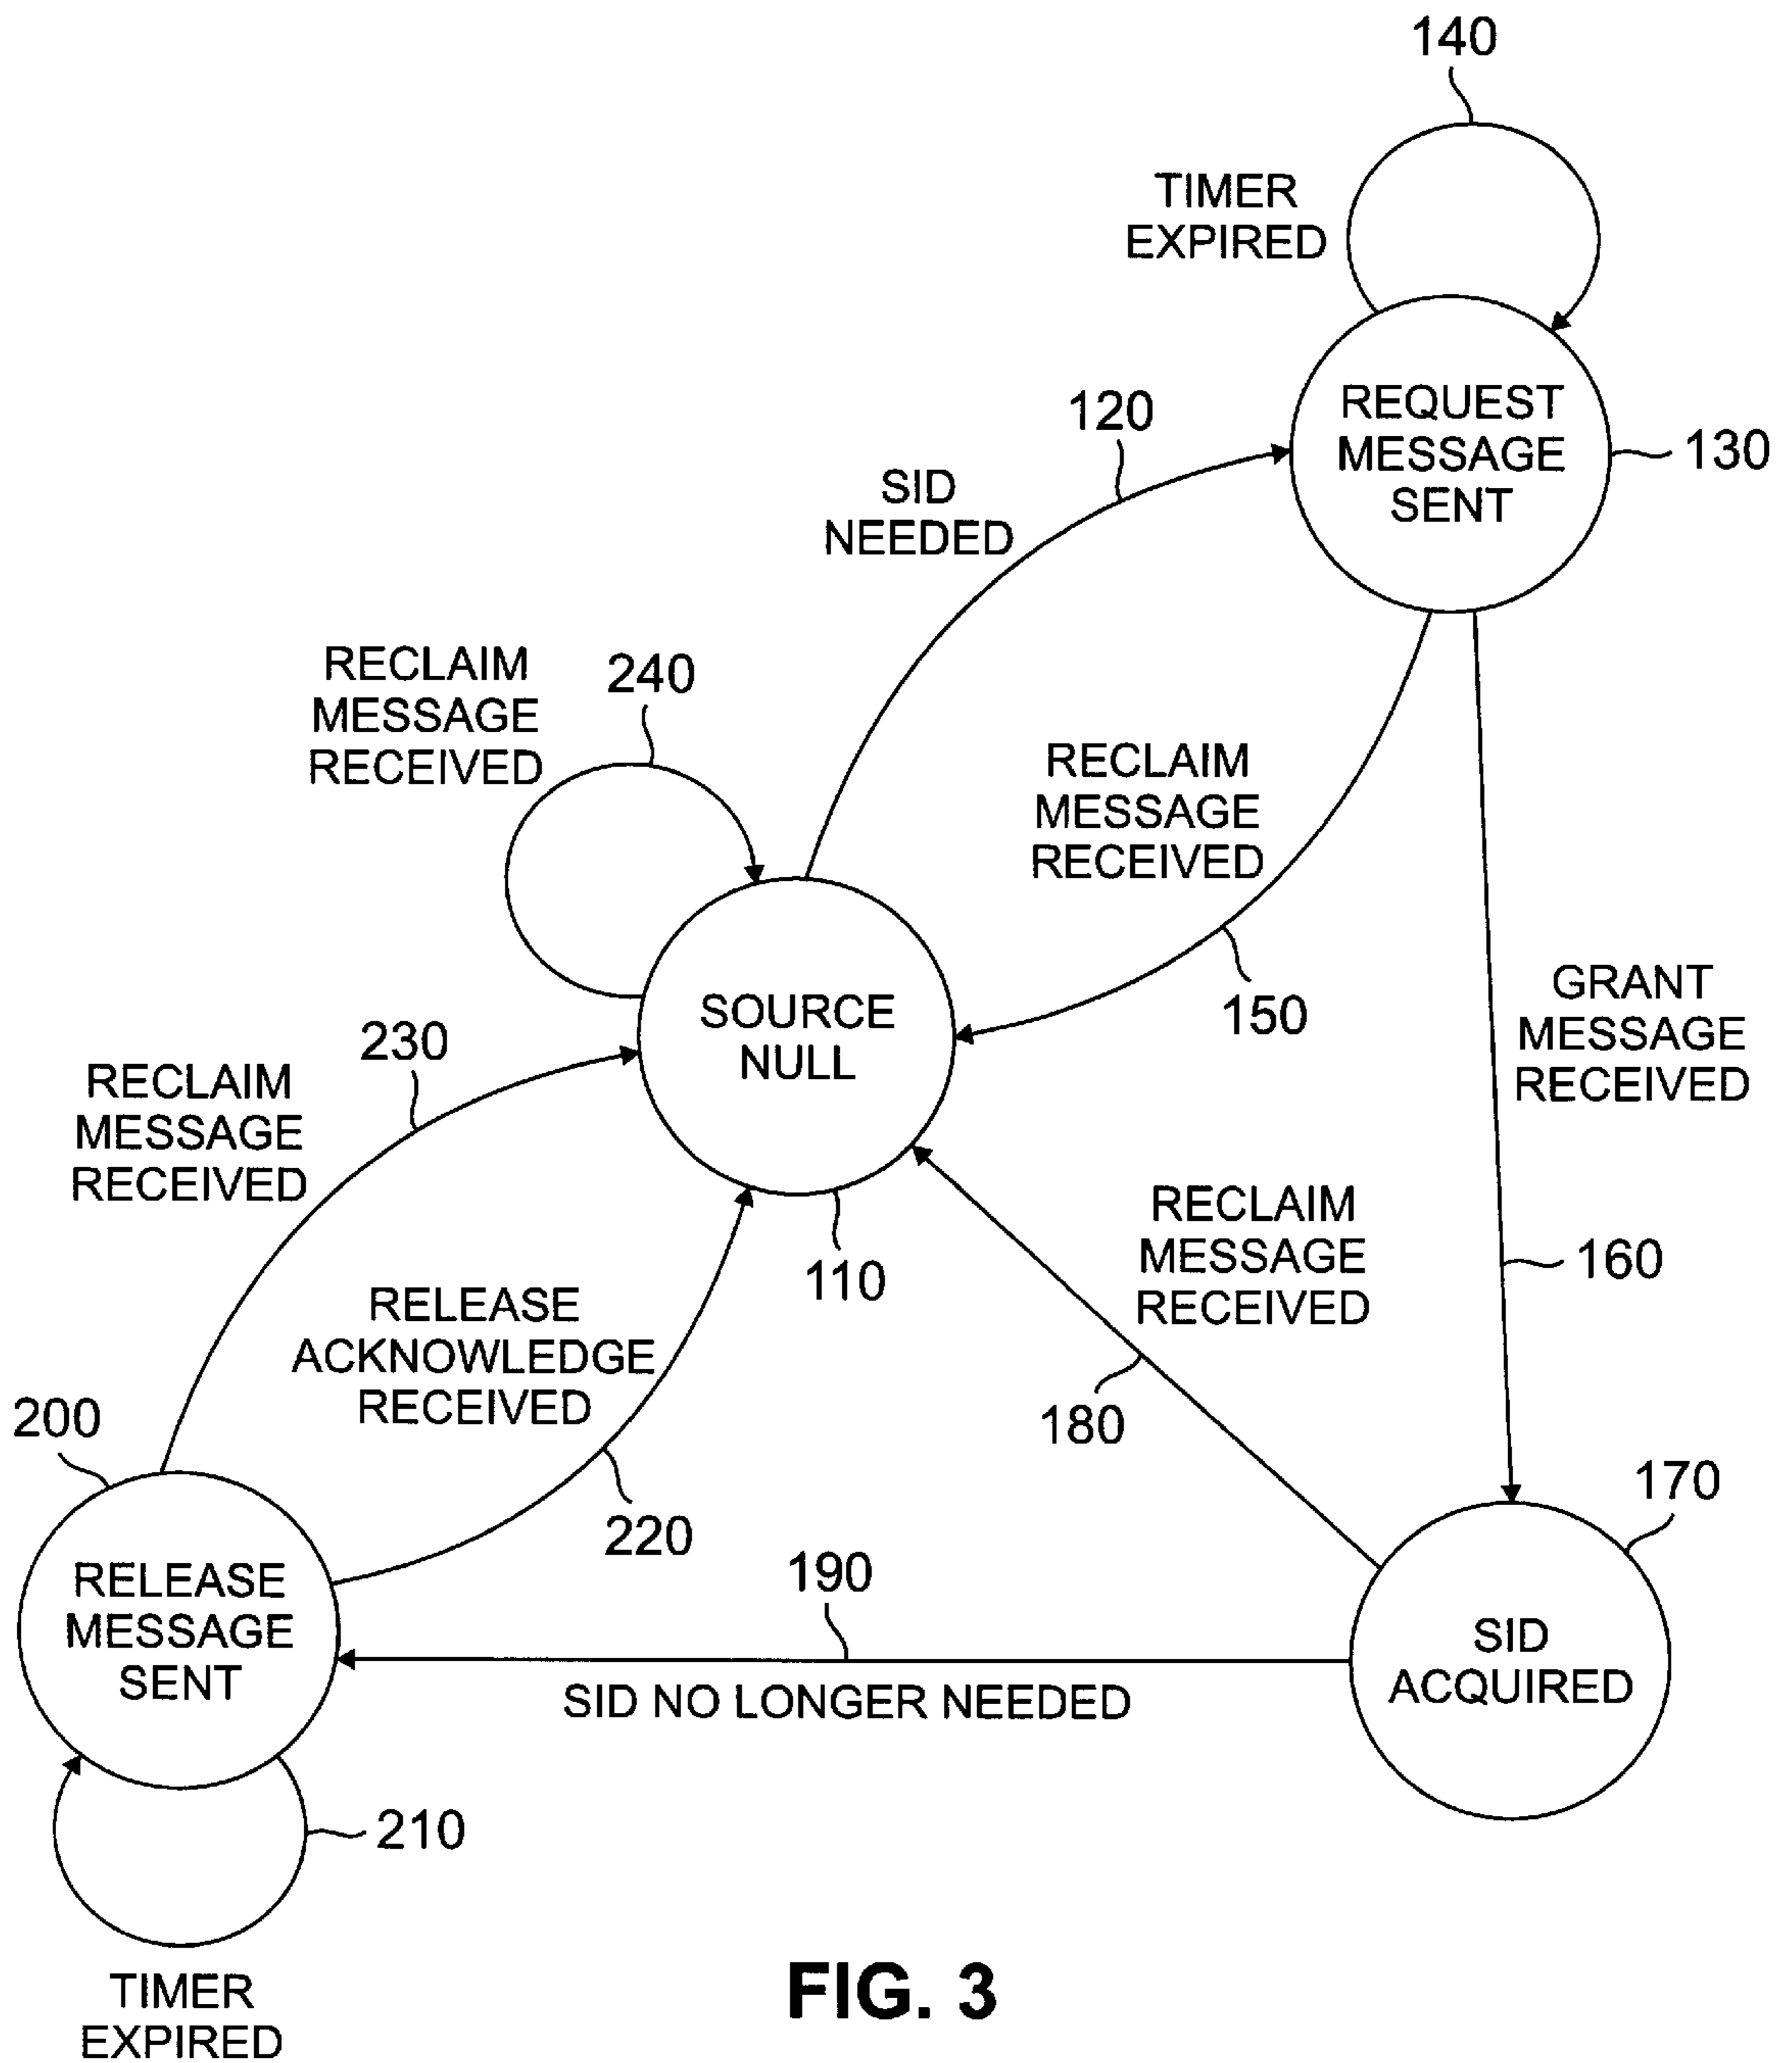 140
TIMER
EXPIRED
REQUEST
MESSAGE
SENT
130
120
SID
NEEDED
RECLAIM
MESSAGE
RECEIVED
240
RECLAIM
MESSAGE
RECEIVED
150
GRANT
MESSAGE
RECEIVED
160
SOURCE
NULL
110
230
RECLAIM
MESSAGE
RECEIVED
RECLAIM
MESSAGE
RECEIVED
180
RELEASE
ACKNOWLEDGE
RECEIVED
220
200
RELEASE
MESSAGE
SENT
190
SID NO LONGER NEEDED
170
SID
ACQUIRED
210
TIMER
EXPIRED
FIG. 3